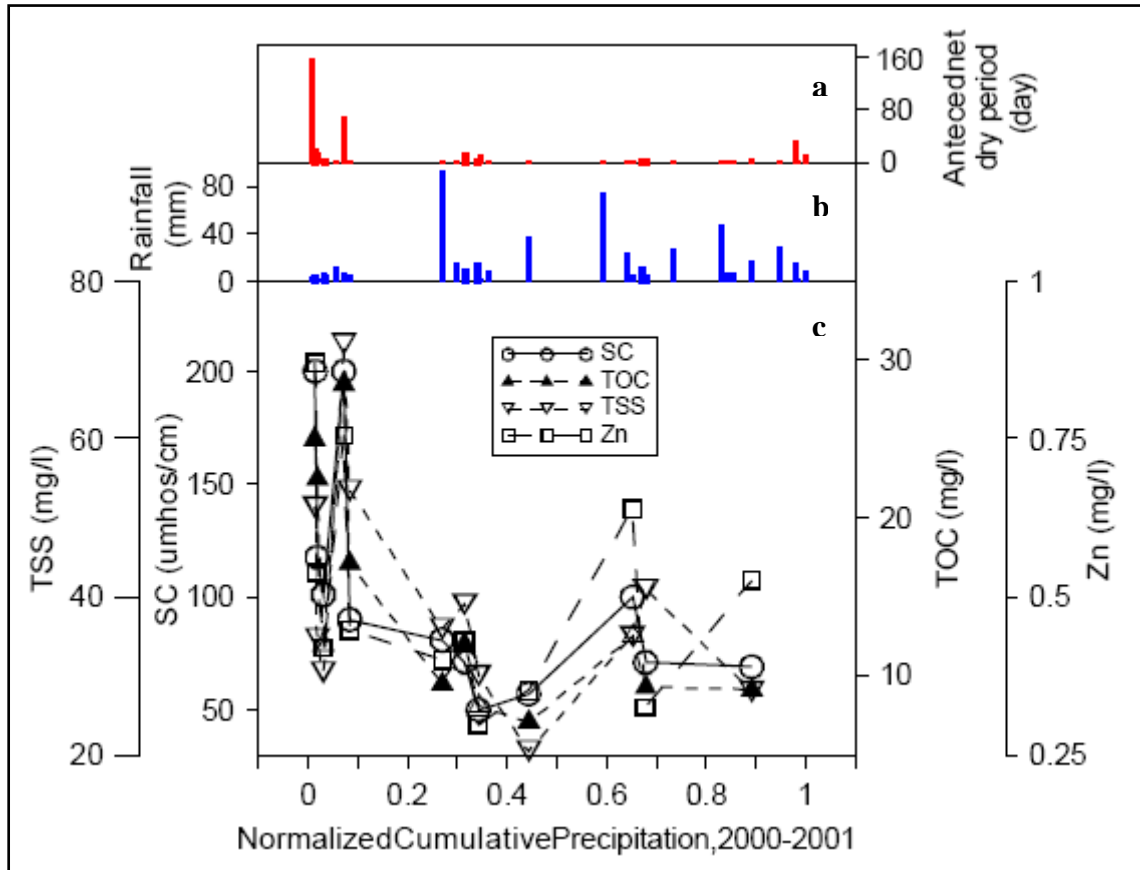 a
160
80
0
Antecednet
dry period
(day)
b
Rainfall
(mm)
80
40
0
c
80
60
40
20
TSS (mg/l)
200
150
100
50
SC (umhos/cm)
SC
TOC
TSS
Zn
30
20
10
TOC (mg/l)
1
0.75
0.5
0.25
Zn (mg/l)
0
0.2
0.4
0.6
0.8
1
NormalizedCumulativePrecipitation,2000-2001